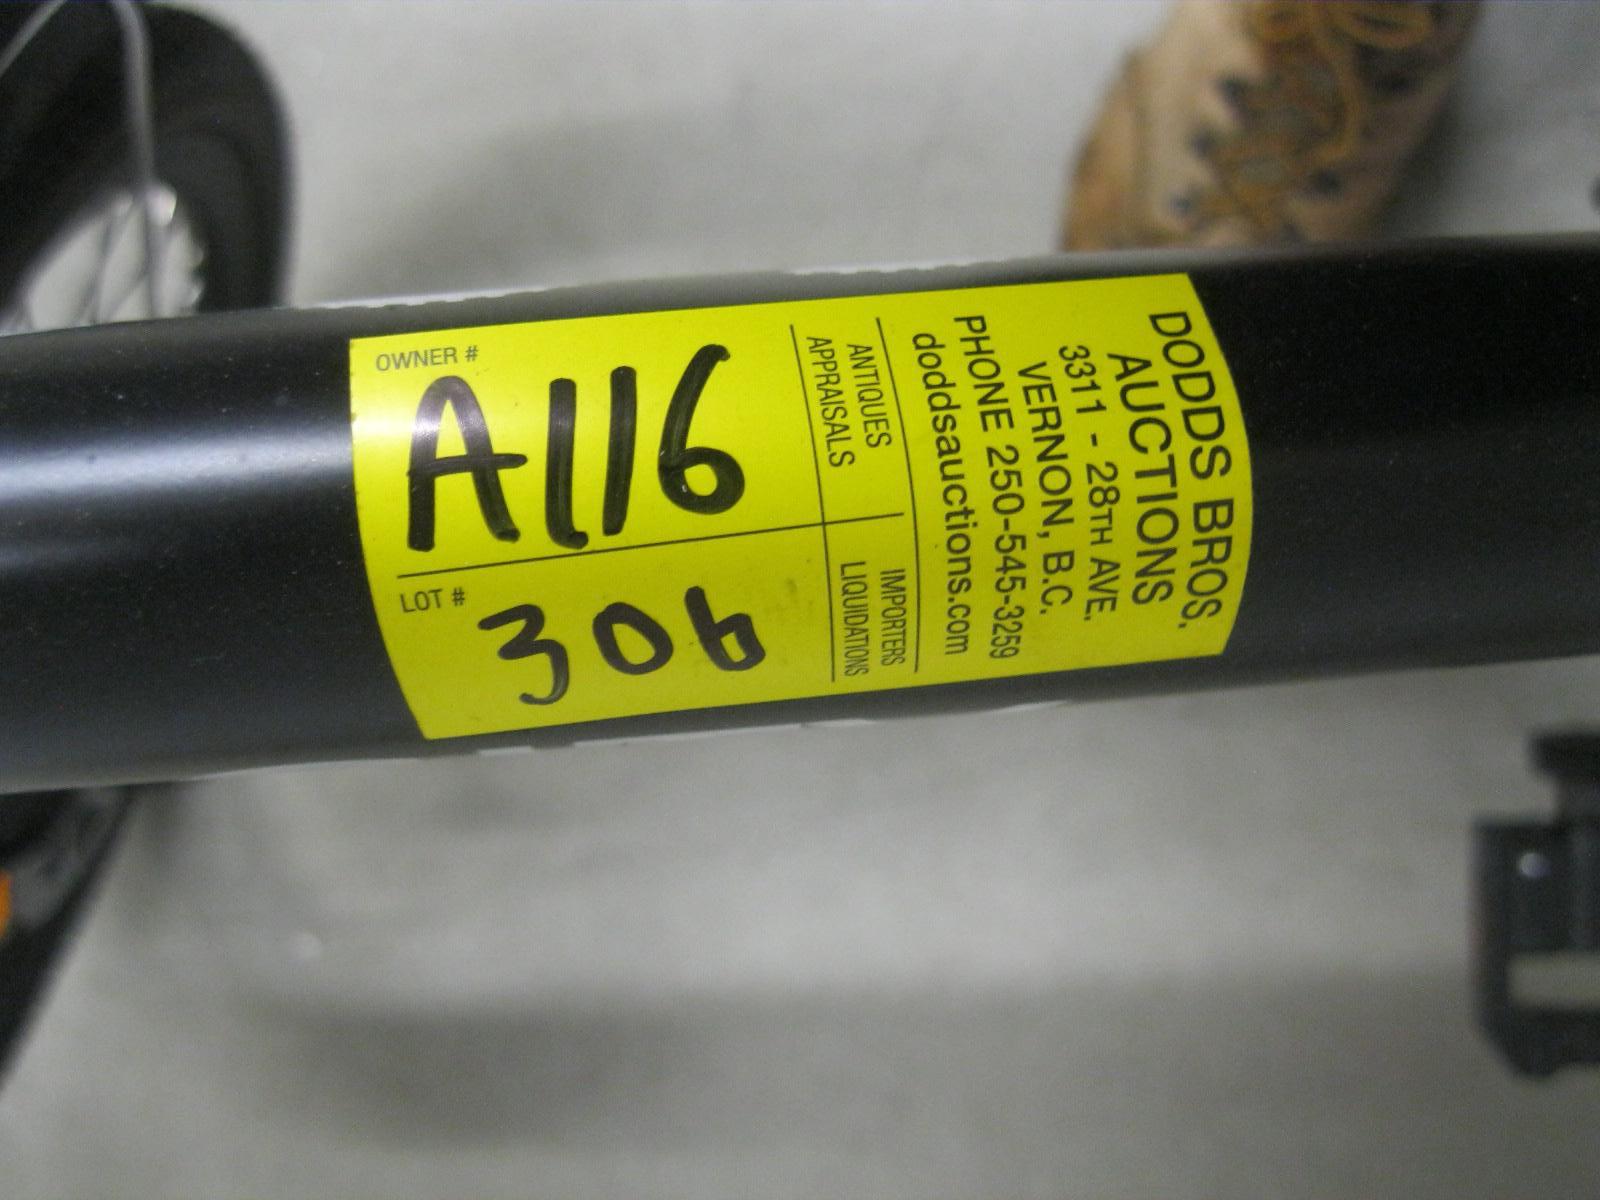 DODDS BROS.
AUCTIONS
3311 - 28TH AVE.
VERNON, B.C.
PHONE 250-545-3259
doddsauctions.com
ANTIQUES
APPRAISALS
IMPORTERS
LIQUIDATIONS
OWNER #
A116
LOT #
306